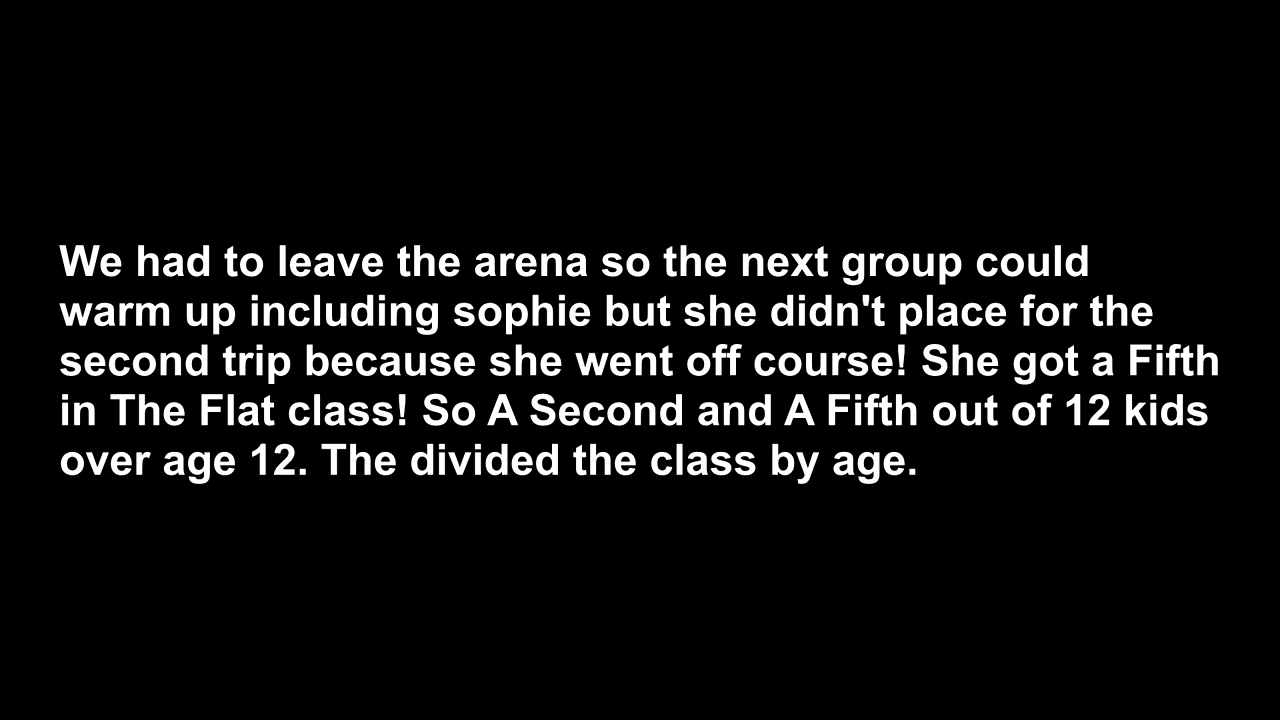 We had to leave the arena so the next group could
warm up including sophie but she didn't place for the
second trip because she went off course! She got a Fifth
in The Flat class! So A Second and A Fifth out of 12 kids
over age 12. The divided the class by age.